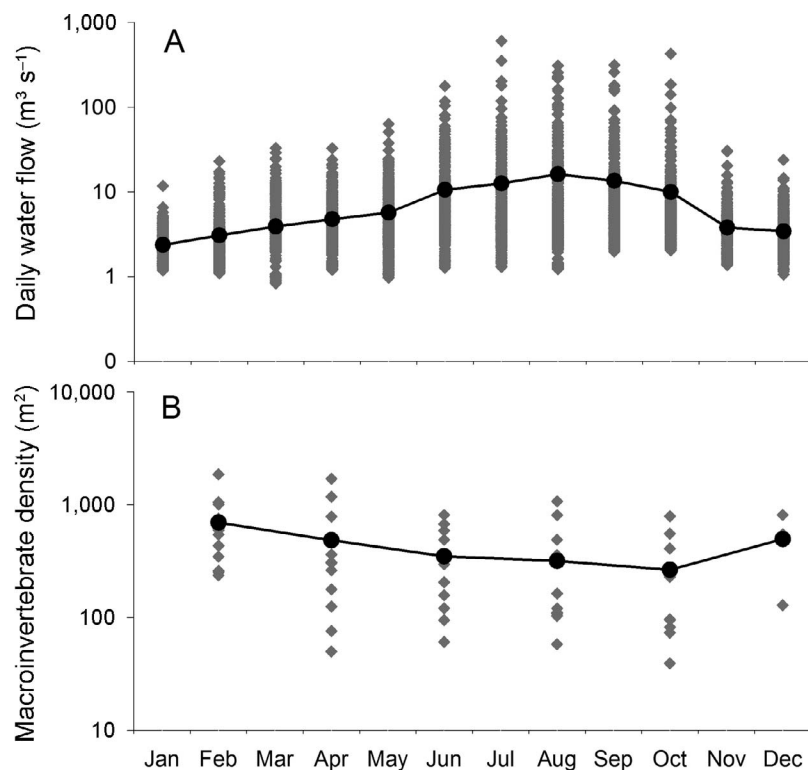 A
Daily water flow (m³ s⁻¹)
1,000
100
10
1
0
B
Macroinvertebrate density (m²)
10,000
1,000
100
10
Jan Feb Mar Apr May Jun Jul Aug Sep Oct Nov Dec